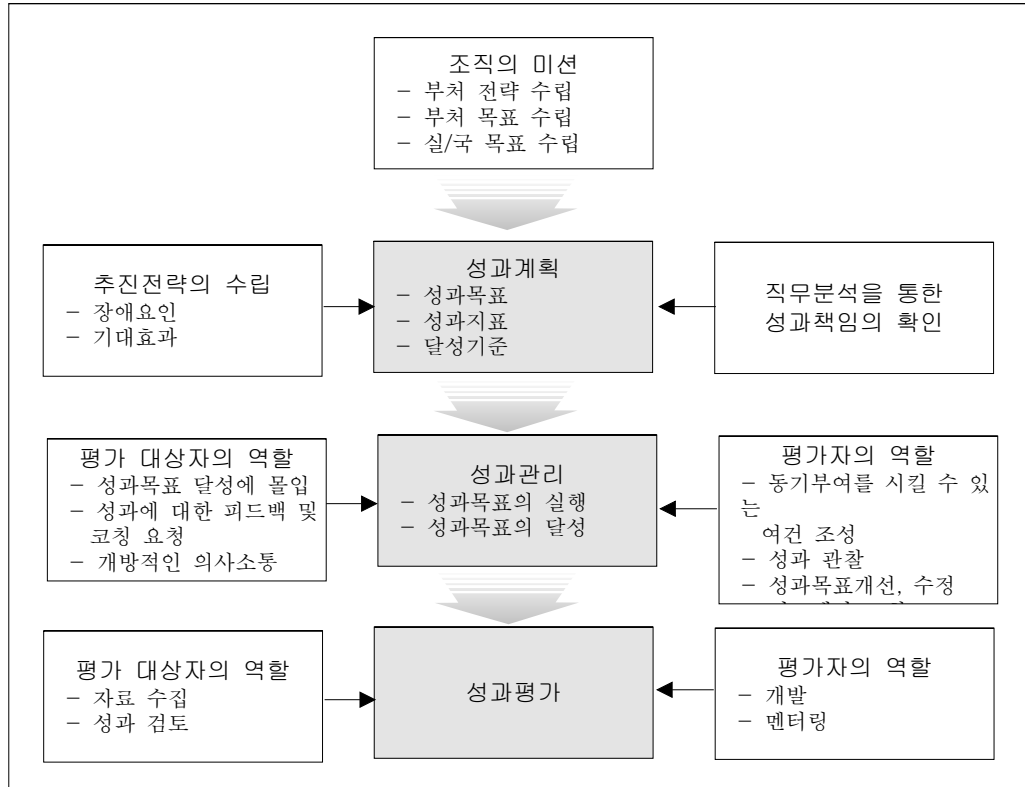 조직의 미션
- 부처 전략 수립
- 부처 목표 수립
- 실/국 목표 수립
추진전략의 수립
- 장애요인
- 기대효과
성과계획
- 성과목표
- 성과지표
- 달성기준
직무분석을 통한
성과책임의 확인
평가 대상자의 역할
- 성과목표 달성에 몰입
- 성과에 대한 피드백 및
코칭 요청
- 개방적인 의사소통
성과관리
- 성과목표의 실행
- 성과목표의 달성
평가자의 역할
- 동기부여를 시킬 수 있
는
여건 조성
- 성과 관찰
- 성과목표개선, 수정
평가 대상자의 역할
- 자료 수집
- 성과 검토
성과평가
평가자의 역할
- 개발
- 멘터링